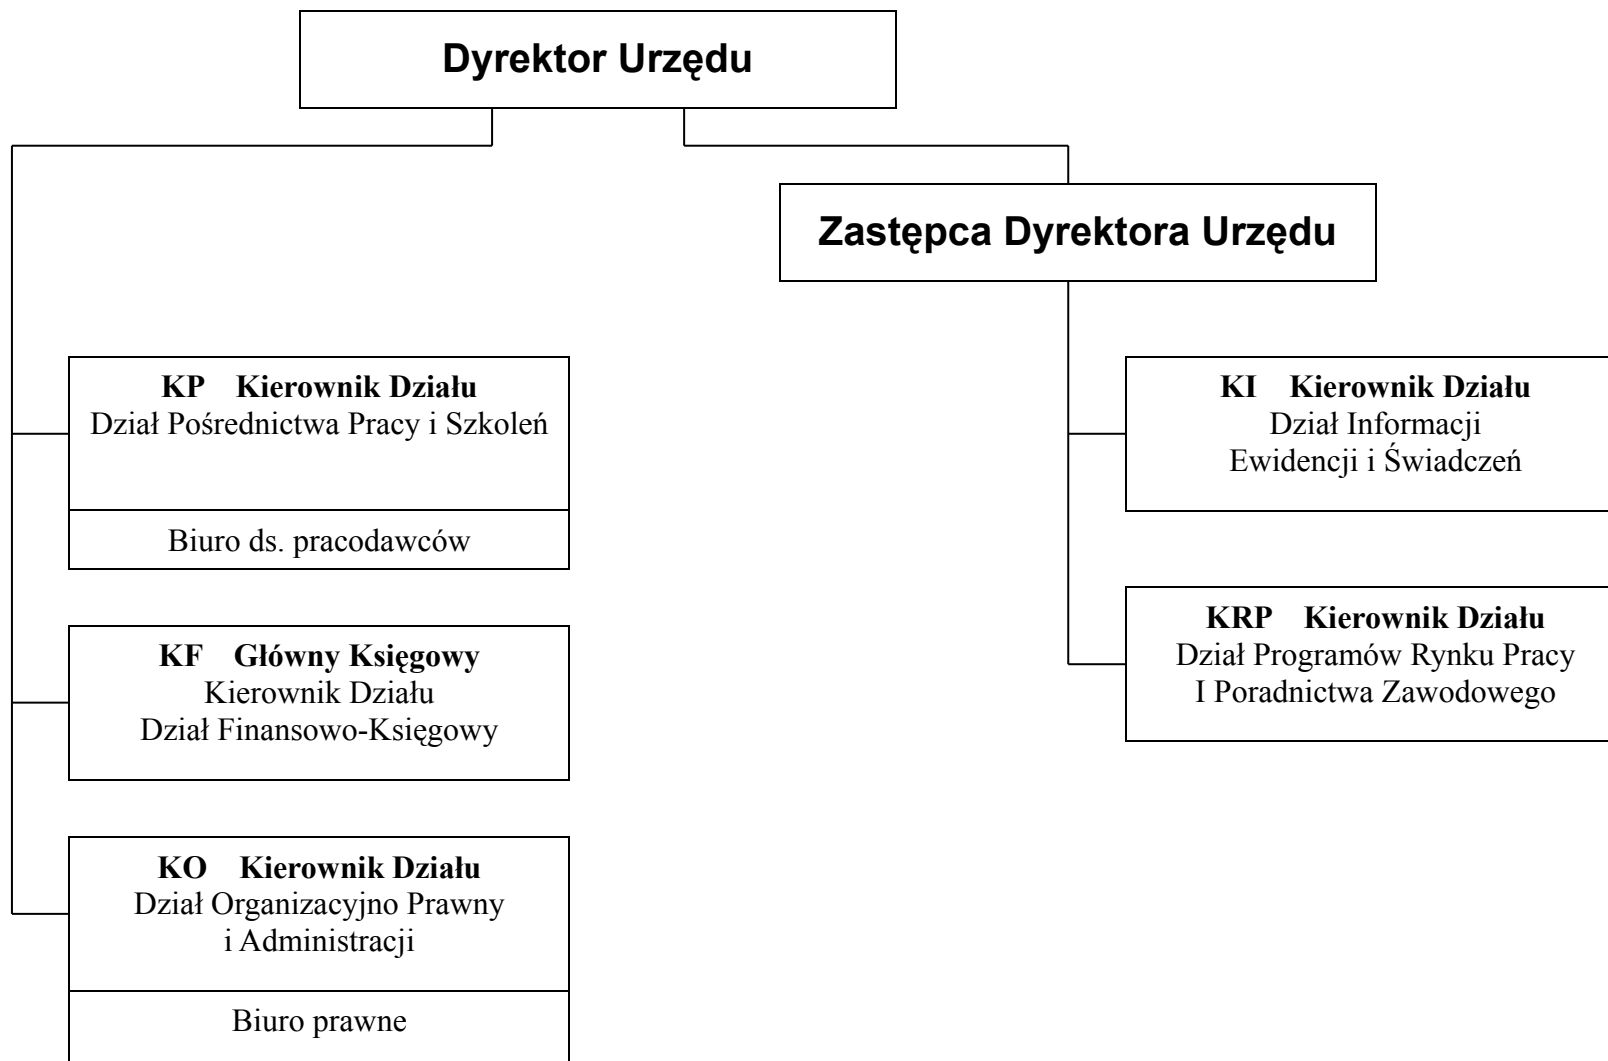 Dyrektor Urzędu
Zastępca Dyrektora Urzędu
KP Kierownik Działu
Dział Pośrednictwa Pracy i Szkoleń
Biuro ds. pracodawców
KF Główny Księgowy
Kierownik Działu
Dział Finansowo-Księgowy
KO Kierownik Działu
Dział Organizacyjno Prawny
i Administracji
Biuro prawne
KI Kierownik Działu
Dział Informacji
Ewidencji i Świadczeń
KRP Kierownik Działu
Dział Programów Rynku Pracy
I Poradnictwa Zawodowego